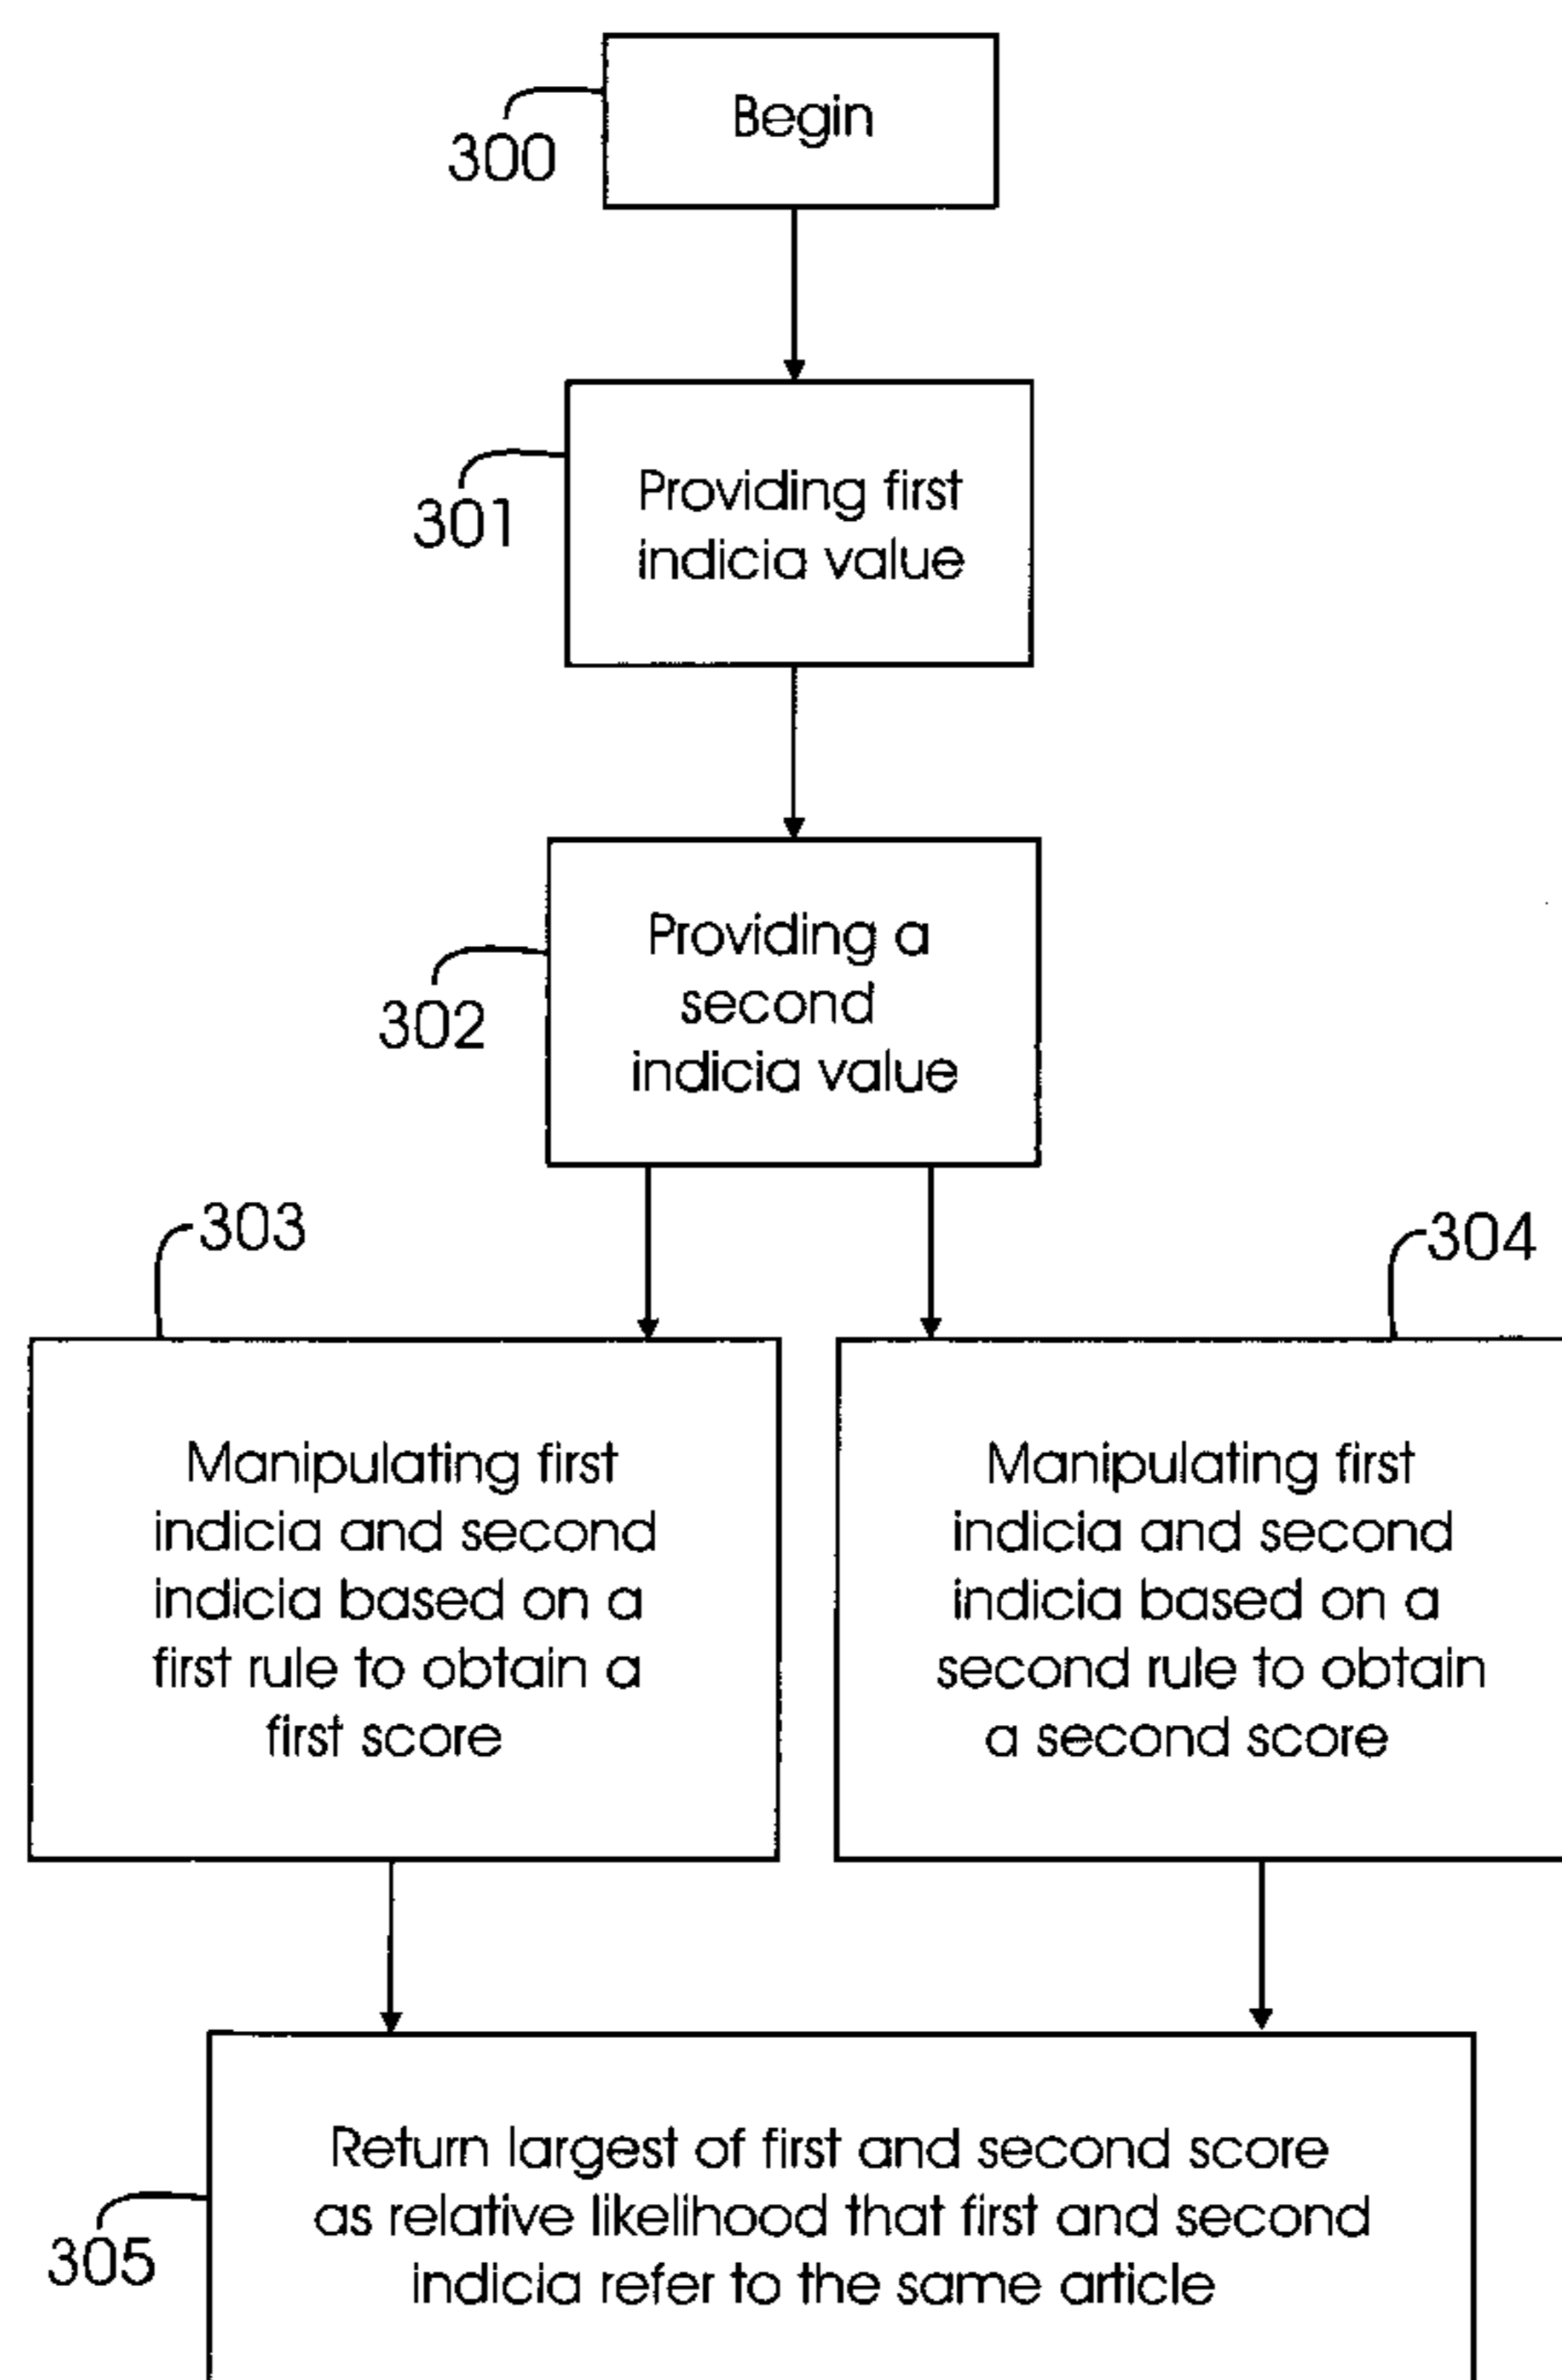 Begin
300
Providing first
indicia value
301
Providing a
second
indicia value
302
303
304
Manipulating first
indicia and second
indicia based on a
first rule to obtain a
first score
Manipulating first
indicia and second
indicia based on a
second rule to obtain
a second score
Return largest of first and second score
as relative likelihood that first and second
indicia refer to the same article
305